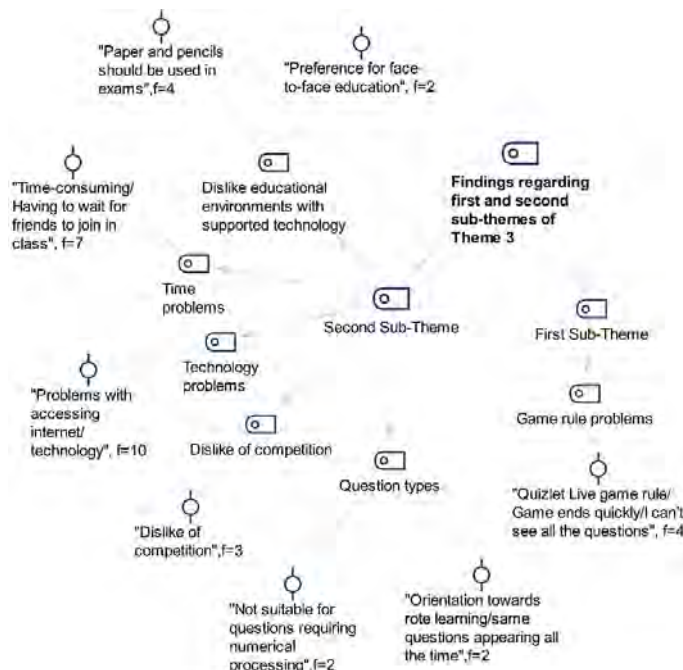 "Paper and pencils
should be used in
exams",f=4
"Preference for face-
to-face education", f=2
"Time-consuming/
Having to wait for
friends to join in
class", f=7
Dislike educational
environments with
supported technology
Findings regarding
first and second
sub-themes of
Theme 3
Time
problems
Second Sub-Theme
First Sub-Theme
Technology
problems
"Problems with
accessing
internet/
technology", f=10
Dislike of competition
Game rule problems
Question types
"Quizlet Live game rule/
Game ends quickly/I can't
see all the questions", f=4
"Dislike of
competition",f=3
"Not suitable for
questions requiring
numerical
processing",f=2
"Orientation towards
rote learning/same
questions appearing all
the time",f=2